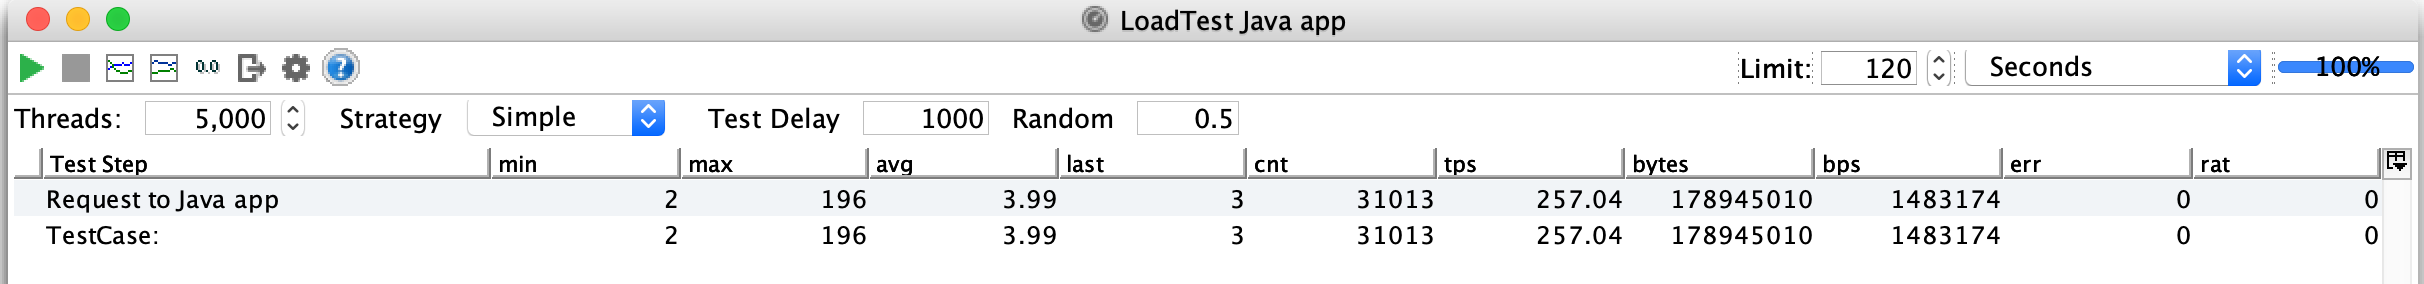 LoadTest Java app
0.0 ? Limit: 120 Seconds 100%
Threads: 5,000 Strategy Simple Test Delay 1000 Random 0.5
Test Step min max avg last cnt tps bytes bps err rat
Request to Java app 2 196 3.99 3 31013 257.04 178945010 1483174 0 0
TestCase: 2 196 3.99 3 31013 257.04 178945010 1483174 0 0